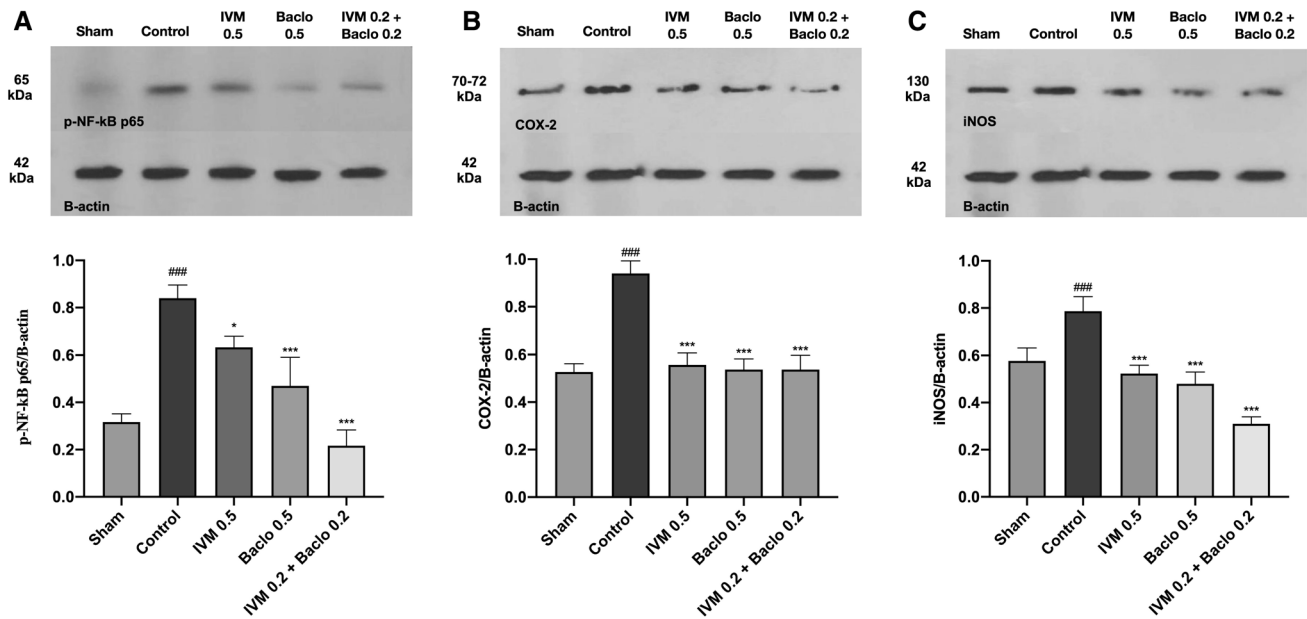 A
Sham
Control
IVM
0.5
Baclo
0.5
IVM 0.2 +
Baclo 0.2
65
kDa
p-NF-kB p65
42
kDa
B-actin
p-NF-kB p65/B-actin
1.0
0.8
0.6
0.4
0.2
0.0
###
*
***
***
Sham
Control
IVM 0.5
Baclo 0.5
IVM 0.2 + Baclo 0.2
B
Sham
Control
IVM
0.5
Baclo
0.5
IVM 0.2 +
Baclo 0.2
70-72
kDa
COX-2
42
kDa
B-actin
COX-2/B-actin
1.0
0.8
0.6
0.4
0.2
0.0
###
***
***
***
Sham
Control
IVM 0.5
Baclo 0.5
IVM 0.2 + Baclo 0.2
C
Sham
Control
IVM
0.5
Baclo
0.5
IVM 0.2 +
Baclo 0.2
130
kDa
iNOS
42
kDa
B-actin
iNOS/B-actin
1.0
0.8
0.6
0.4
0.2
0.0
###
***
***
***
Sham
Control
IVM 0.5
Baclo 0.5
IVM 0.2 + Baclo 0.2